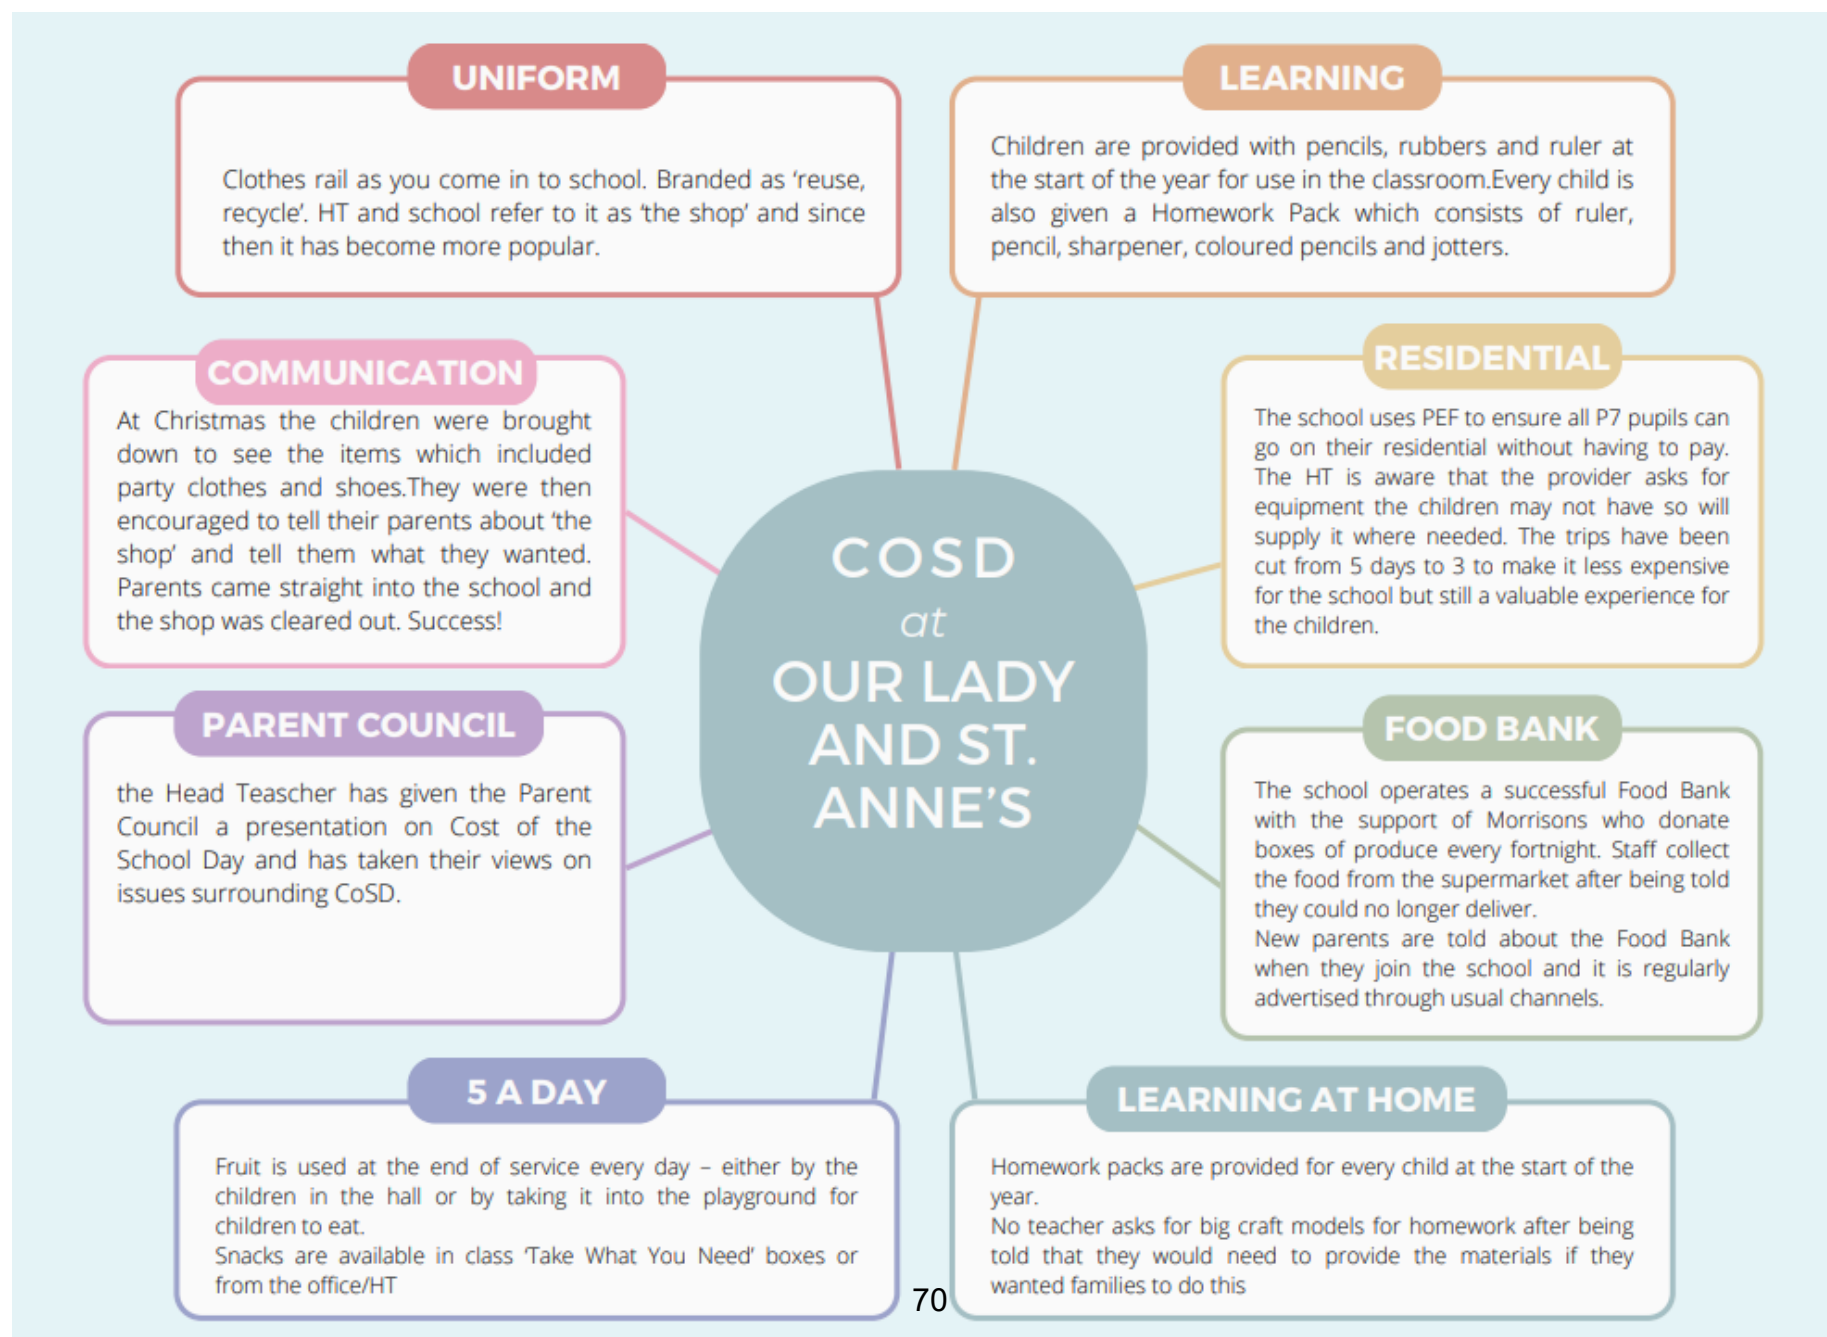 UNIFORM
Clothes rail as you come in to school. Branded as ‘reuse,
recycle’. HT and school refer to it as ‘the shop’ and since
then it has become more popular.
LEARNING
Children are provided with pencils, rubbers and ruler at
the start of the year for use in the classroom.Every child is
also given a Homework Pack which consists of ruler,
pencil, sharpener, coloured pencils and jotters.
COMMUNICATION
At Christmas the children were brought
down to see the items which included
party clothes and shoes.They were then
encouraged to tell their parents about ‘the
shop’ and tell them what they wanted.
Parents came straight into the school and
the shop was cleared out. Success!
RESIDENTIAL
The school uses PEF to ensure all P7 pupils can
go on their residential without having to pay.
The HT is aware that the provider asks for
equipment the children may not have so will
supply it where needed. The trips have been
cut from 5 days to 3 to make it less expensive
for the school but still a valuable experience for
the children.
COSD
at
OUR LADY
AND ST.
ANNE’S
PARENT COUNCIL
the Head Teascher has given the Parent
Council a presentation on Cost of the
School Day and has taken their views on
issues surrounding CoSD.
FOOD BANK
The school operates a successful Food Bank
with the support of Morrisons who donate
boxes of produce every fortnight. Staff collect
the food from the supermarket after being told
they could no longer deliver.
New parents are told about the Food Bank
when they join the school and it is regularly
advertised through usual channels.
5 A DAY
Fruit is used at the end of service every day – either by the
children in the hall or by taking it into the playground for
children to eat.
Snacks are available in class ‘Take What You Need’ boxes or
from the office/HT
LEARNING AT HOME
Homework packs are provided for every child at the start of the
year.
No teacher asks for big craft models for homework after being
told that they would need to provide the materials if they
wanted families to do this
70